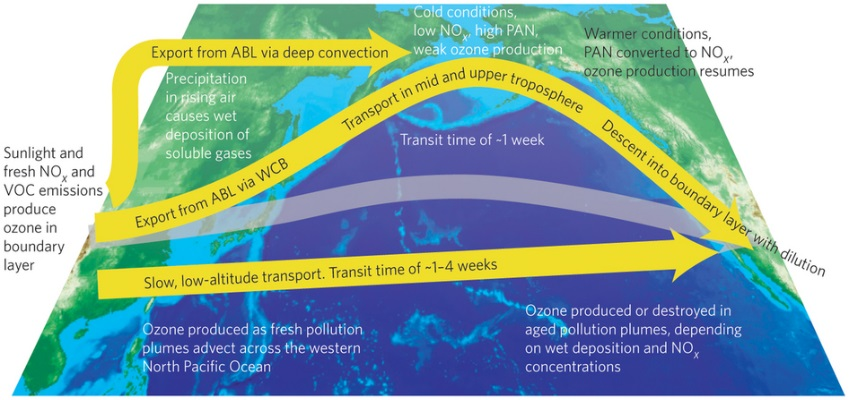 Cold conditions,
low NOx, high PAN,
weak ozone production
Warmer conditions,
PAN converted to NOx,
ozone production resumes
Export from ABL via deep convection
Precipitation
in rising air
causes wet
deposition of
soluble gases
Transport in mid and upper troposphere
Transit time of ~1 week
Sunlight and
fresh NOx and
VOC emissions
produce
ozone in
boundary
layer
Export from ABL via WCB
Descent into boundary layer with dilution
Slow, low-altitude transport. Transit time of ~1–4 weeks
Ozone produced as fresh pollution
plumes advect across the western
North Pacific Ocean
Ozone produced or destroyed in
aged pollution plumes, depending
on wet deposition and NOx
concentrations